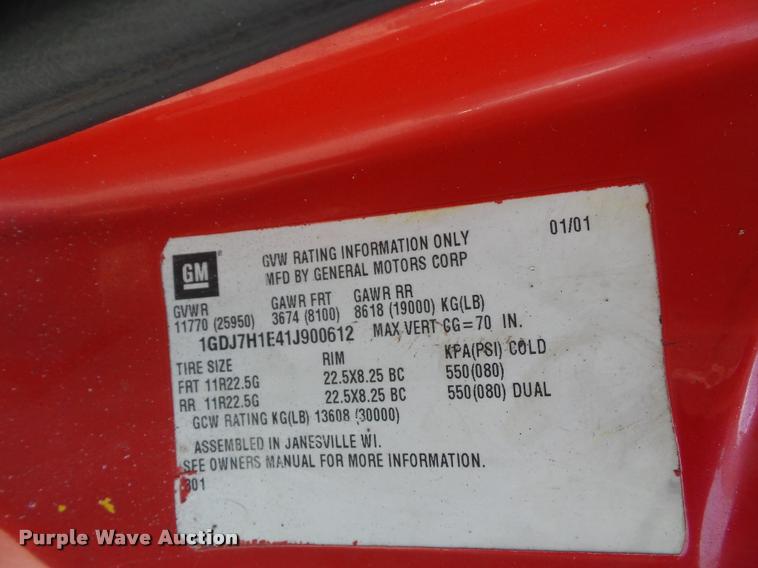 GM
GVW RATING INFORMATION ONLY 01/01
MFD BY GENERAL MOTORS CORP
GVWR GAWR FRT GAWR RR
11770 (25950) 3674 (8100) 8618 (19000) KG(LB)
1GDJ7H1E41J900612 MAX VERT CG=70 IN.
TIRE SIZE RIM KPA(PSI) COLD
FRT 11R22.5G 22.5X8.25 BC 550(080)
RR 11R22.5G 22.5X8.25 BC 550(080) DUAL
GCW RATING KG(LB) 13608 (30000)
ASSEMBLED IN JANESVILLE WI.
SEE OWNERS MANUAL FOR MORE INFORMATION.
301
Purple Wave Auction